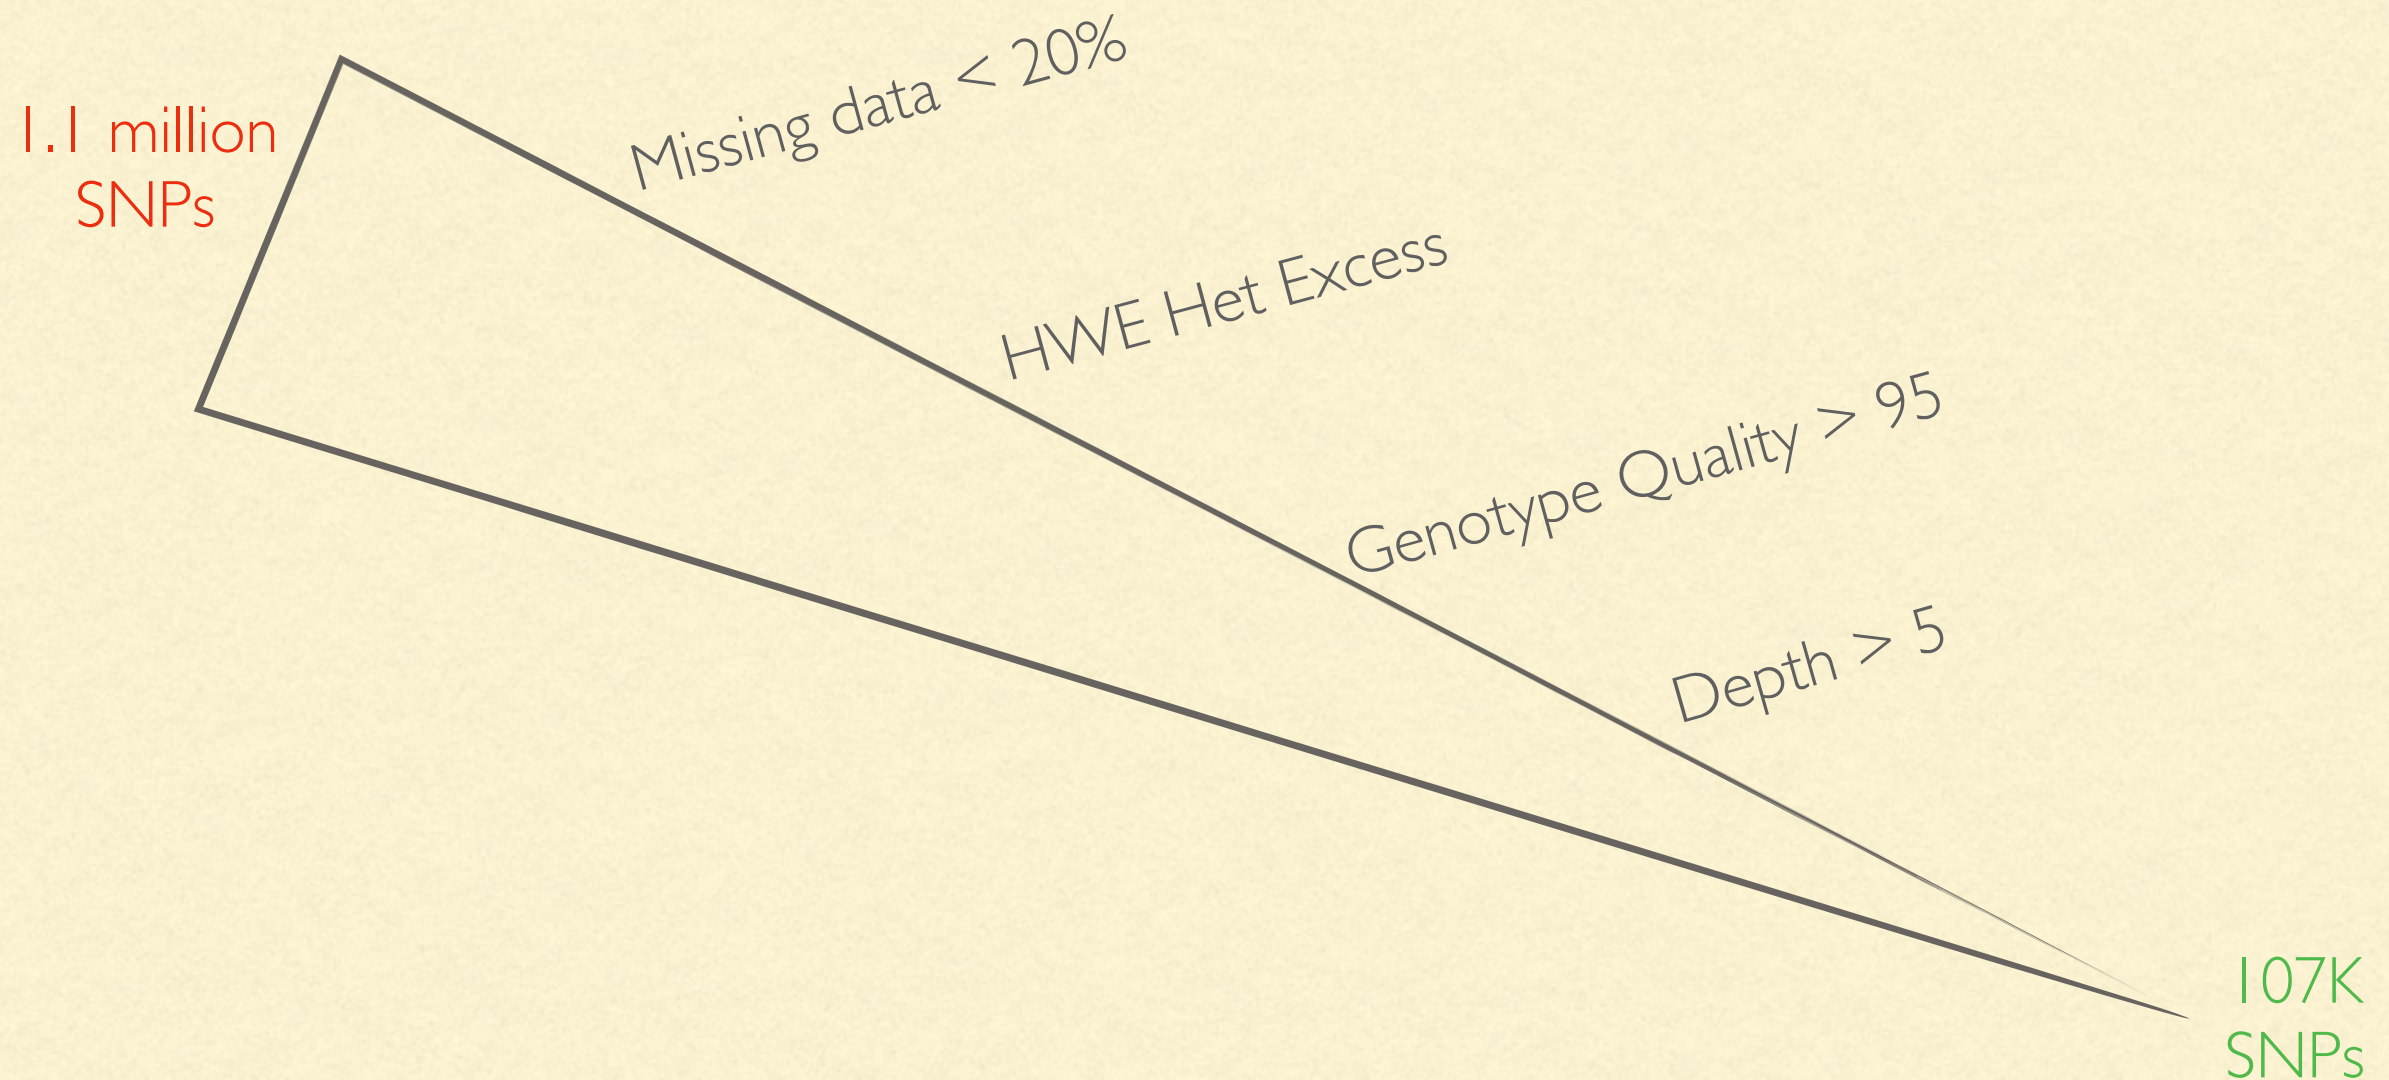 1.1 million
SNPs
Missing data < 20%
HWE Het Excess
Genotype Quality > 95
Depth > 5
107K
SNPs